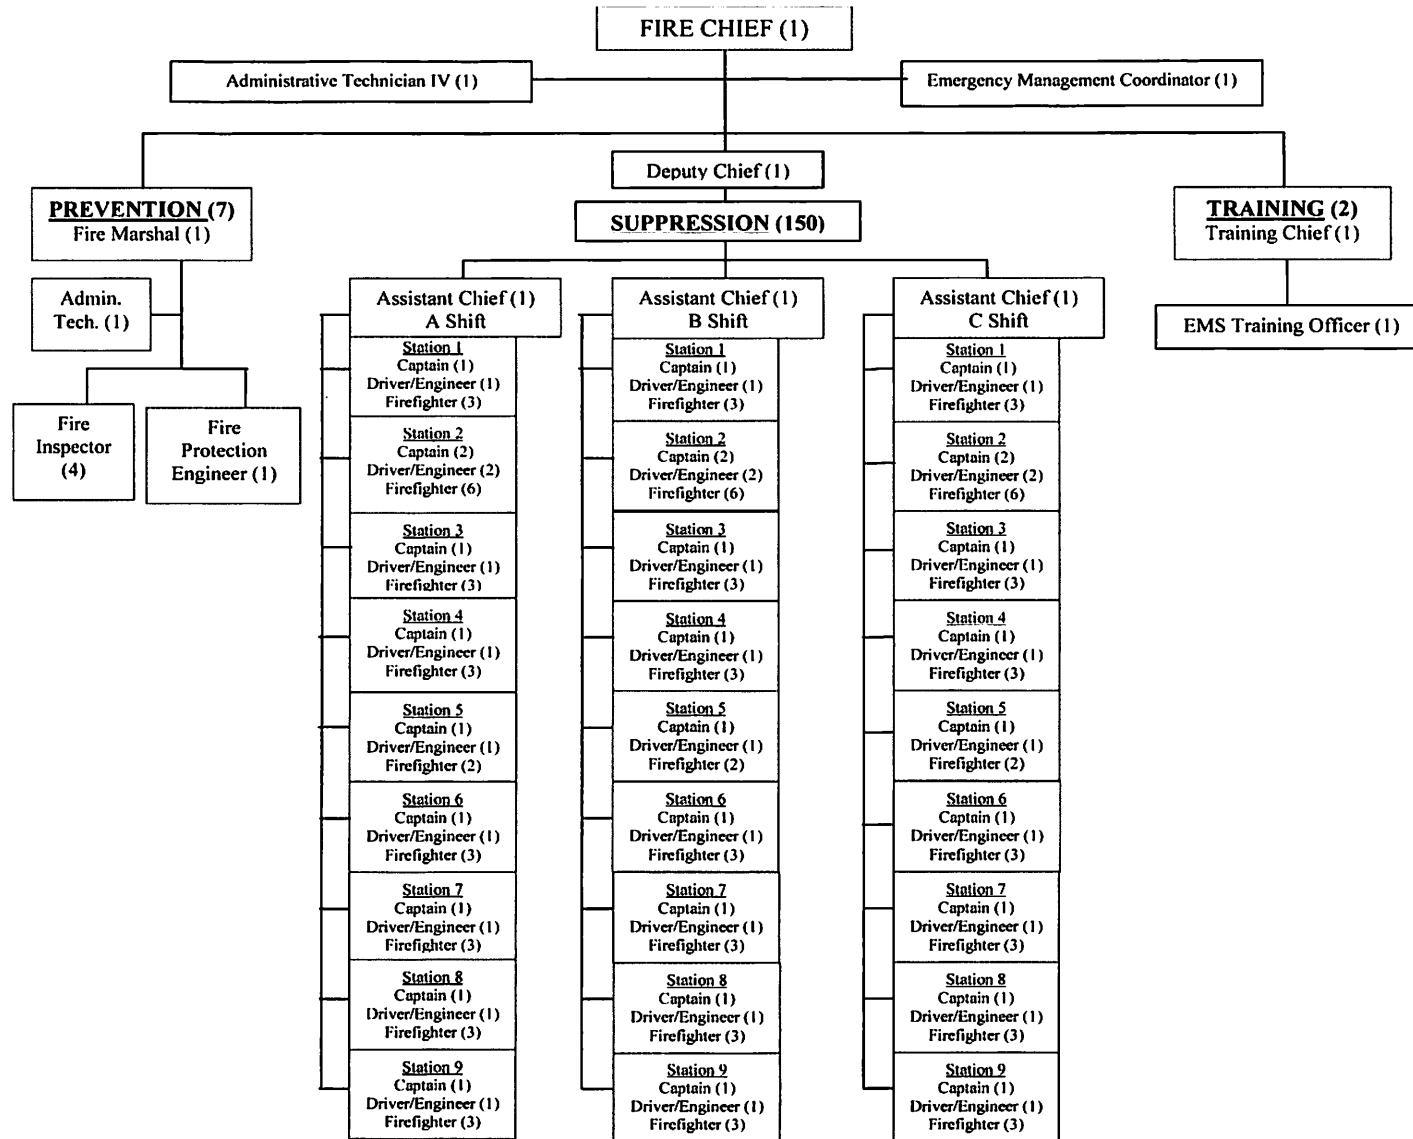 FIRE CHIEF (1)
Administrative Technician IV (1)
Emergency Management Coordinator (1)
Deputy Chief (1)
PREVENTION (7)
Fire Marshal (1)
SUPPRESSION (150)
TRAINING (2)
Training Chief (1)
Admin.
Tech. (1)
Fire
Inspector
(4)
Fire
Protection
Engineer (1)
EMS Training Officer (1)
Assistant Chief (1)
A Shift
Station 1
Captain (1)
Driver/Engineer (1)
Firefighter (3)
Station 2
Captain (2)
Driver/Engineer (2)
Firefighter (6)
Station 3
Captain (1)
Driver/Engineer (1)
Firefighter (3)
Station 4
Captain (1)
Driver/Engineer (1)
Firefighter (3)
Station 5
Captain (1)
Driver/Engineer (1)
Firefighter (2)
Station 6
Captain (1)
Driver/Engineer (1)
Firefighter (3)
Station 7
Captain (1)
Driver/Engineer (1)
Firefighter (3)
Station 8
Captain (1)
Driver/Engineer (1)
Firefighter (3)
Station 9
Captain (1)
Driver/Engineer (1)
Firefighter (3)
Assistant Chief (1)
B Shift
Station 1
Captain (1)
Driver/Engineer (1)
Firefighter (3)
Station 2
Captain (2)
Driver/Engineer (2)
Firefighter (6)
Station 3
Captain (1)
Driver/Engineer (1)
Firefighter (3)
Station 4
Captain (1)
Driver/Engineer (1)
Firefighter (3)
Station 5
Captain (1)
Driver/Engineer (1)
Firefighter (2)
Station 6
Captain (1)
Driver/Engineer (1)
Firefighter (3)
Station 7
Captain (1)
Driver/Engineer (1)
Firefighter (3)
Station 8
Captain (1)
Driver/Engineer (1)
Firefighter (3)
Station 9
Captain (1)
Driver/Engineer (1)
Firefighter (3)
Assistant Chief (1)
C Shift
Station 1
Captain (1)
Driver/Engineer (1)
Firefighter (3)
Station 2
Captain (2)
Driver/Engineer (2)
Firefighter (6)
Station 3
Captain (1)
Driver/Engineer (1)
Firefighter (3)
Station 4
Captain (1)
Driver/Engineer (1)
Firefighter (3)
Station 5
Captain (1)
Driver/Engineer (1)
Firefighter (2)
Station 6
Captain (1)
Driver/Engineer (1)
Firefighter (3)
Station 7
Captain (1)
Driver/Engineer (1)
Firefighter (3)
Station 8
Captain (1)
Driver/Engineer (1)
Firefighter (3)
Station 9
Captain (1)
Driver/Engineer (1)
Firefighter (3)